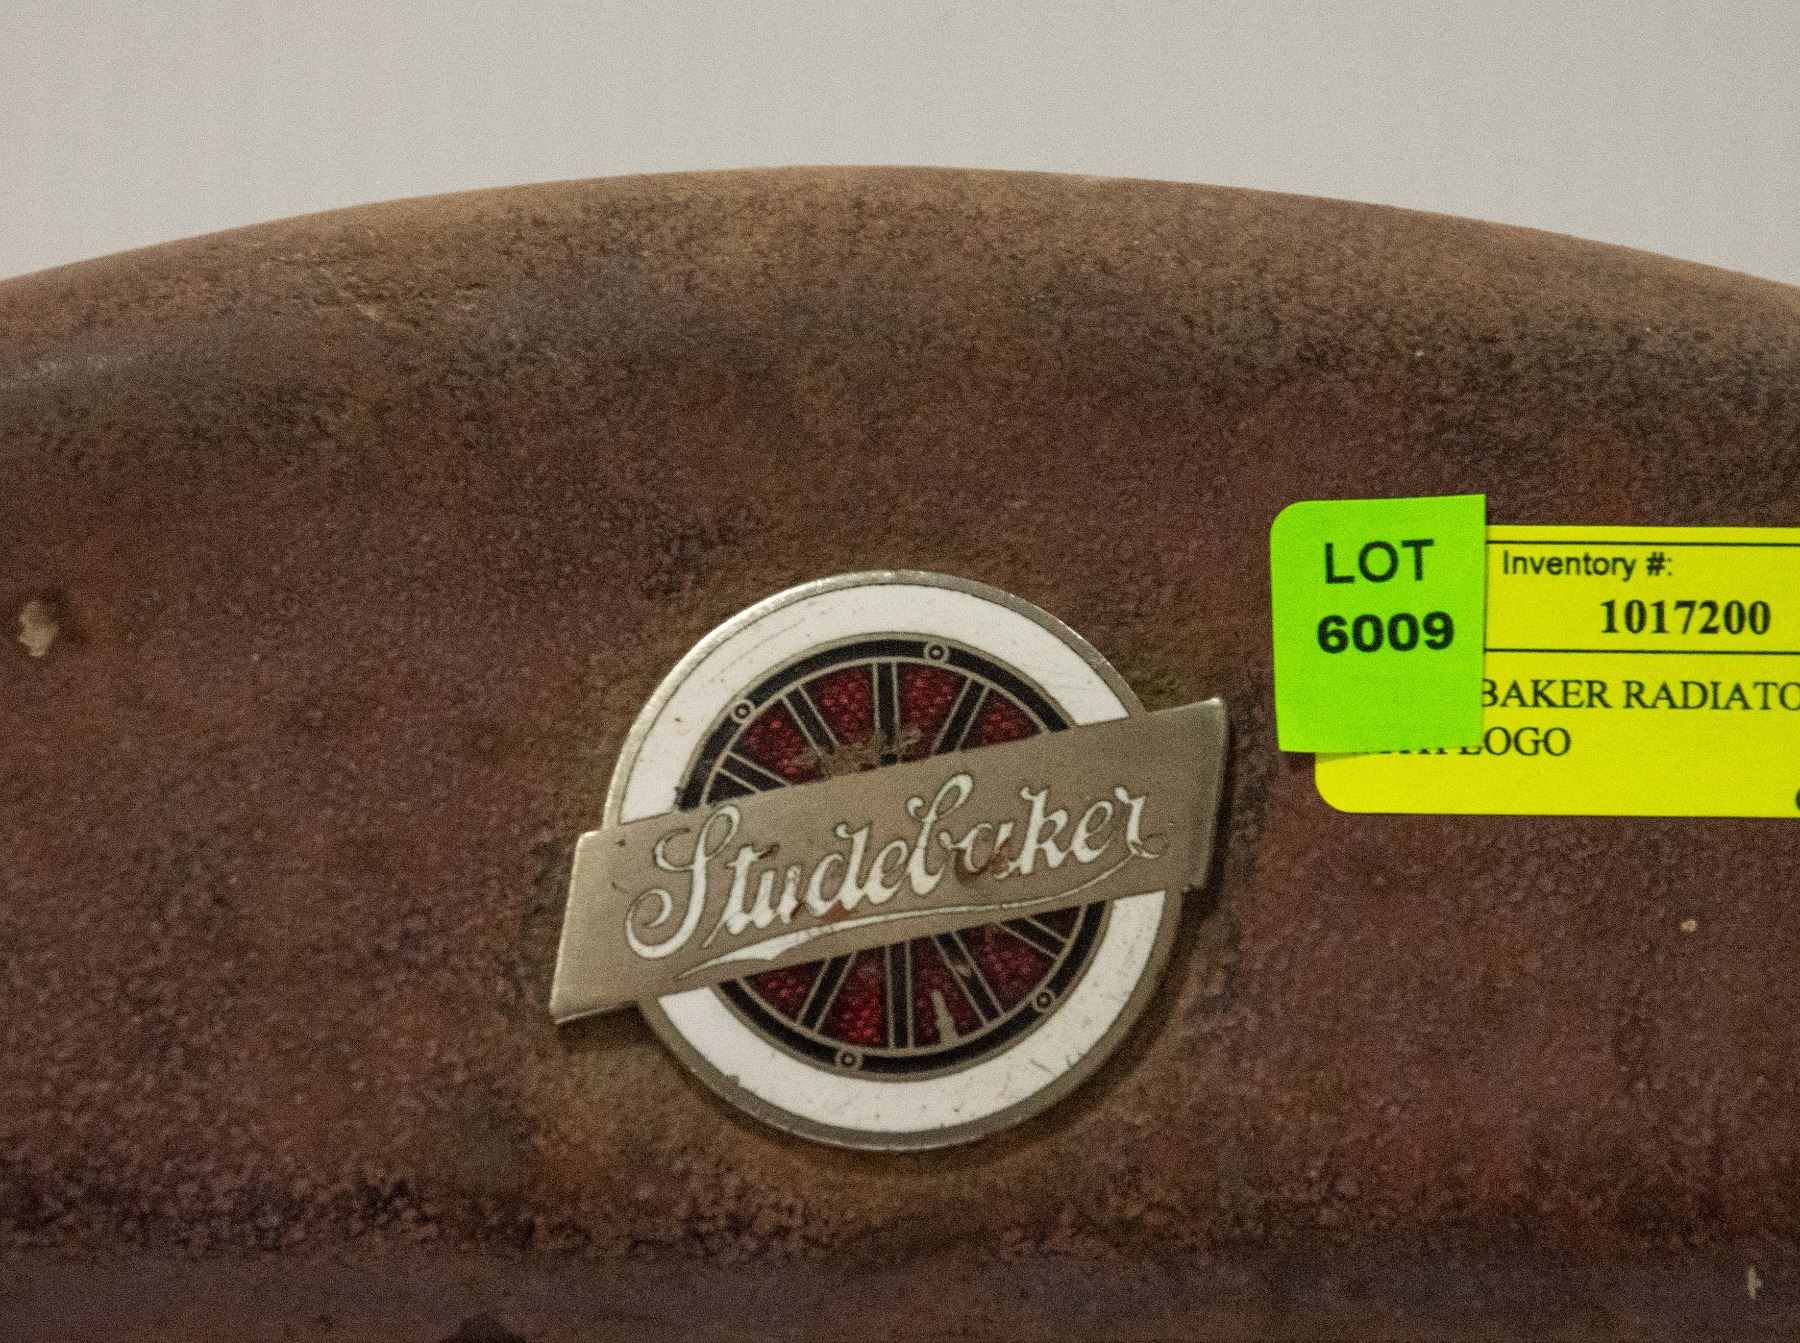 Studebaker
LOT
6009
Inventory #:
1017200
BAKER RADIATO
LOGO